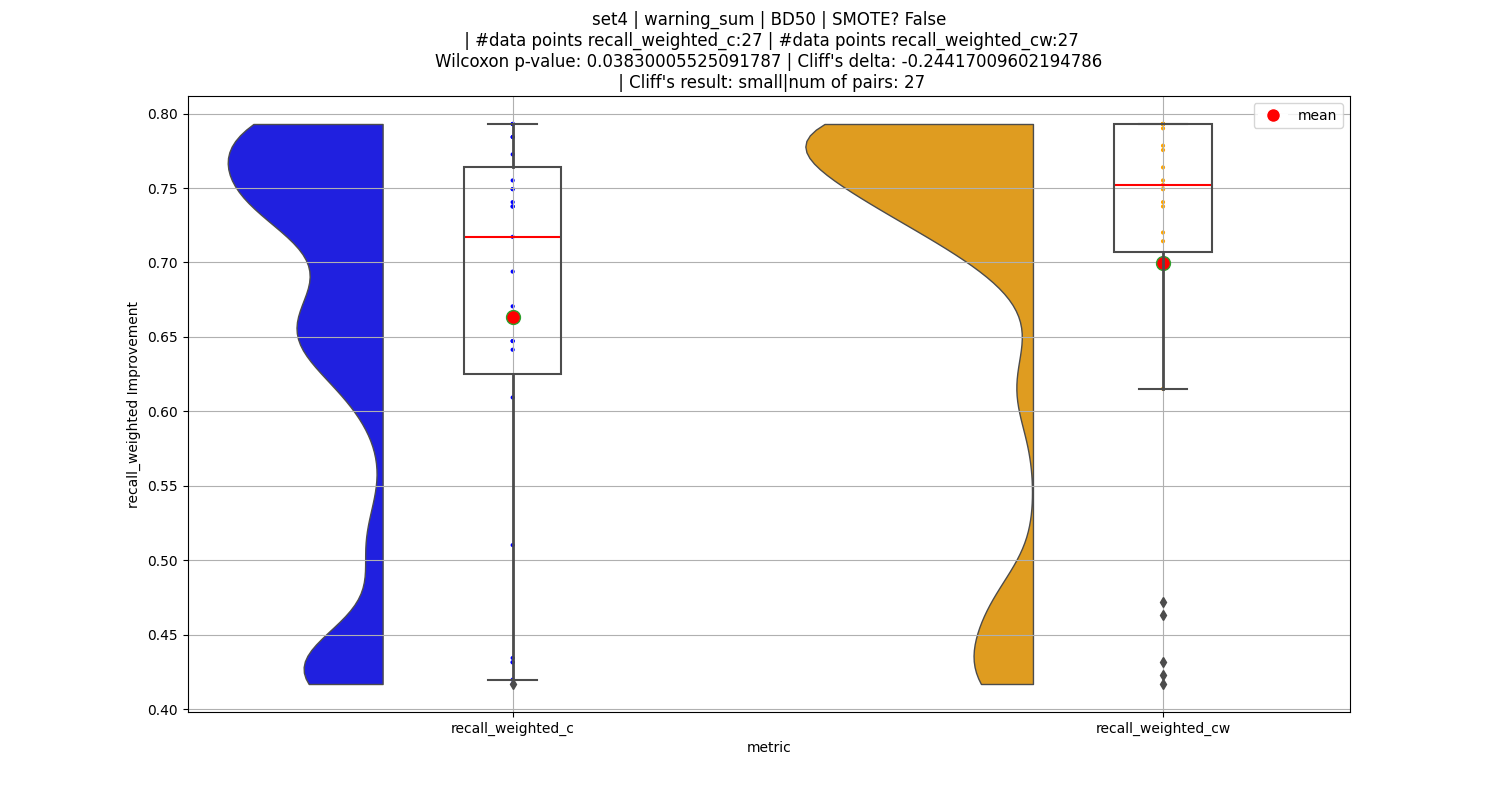 set4 | warning_sum | BD50 | SMOTE? False
| #data points recall_weighted_c:27 | #data points recall_weighted_cw:27
Wilcoxon p-value: 0.03830005525091787 | Cliff's delta: -0.24417009602194786
| Cliff's result: small|num of pairs: 27
mean
0.80
0.75
0.70
0.65
0.60
0.55
0.50
0.45
0.40
recall_weighted Improvement
recall_weighted_c
recall_weighted_cw
metric